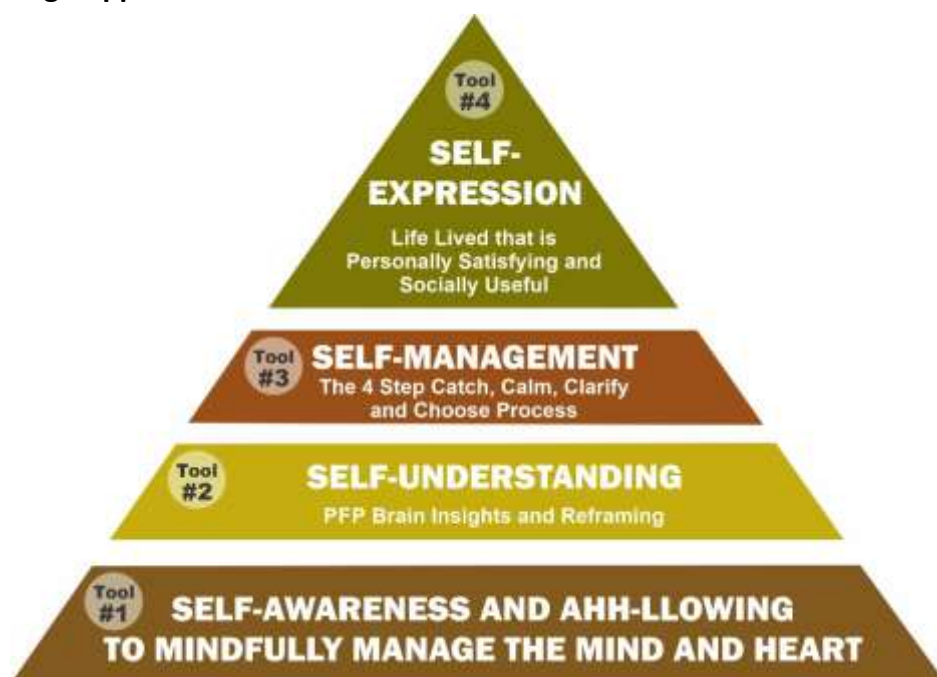 Tool
#4
SELF-
EXPRESSION
Life Lived that is
Personally Satisfying and
Socially Useful
Tool
#3
SELF-MANAGEMENT
The 4 Step Catch, Calm, Clarify
and Choose Process
Tool
#2
SELF-UNDERSTANDING
PFP Brain Insights and Reframing
Tool
#1
SELF-AWARENESS AND AHH-LLOWING
TO MINDFULLY MANAGE THE MIND AND HEART